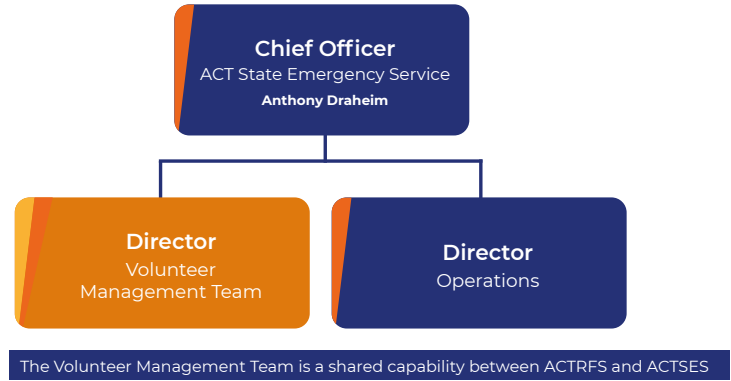 Chief Officer
ACT State Emergency Service
Anthony Draheim
Director
Volunteer
Management Team
Director
Operations
The Volunteer Management Team is a shared capability between ACTRFS and ACTSES